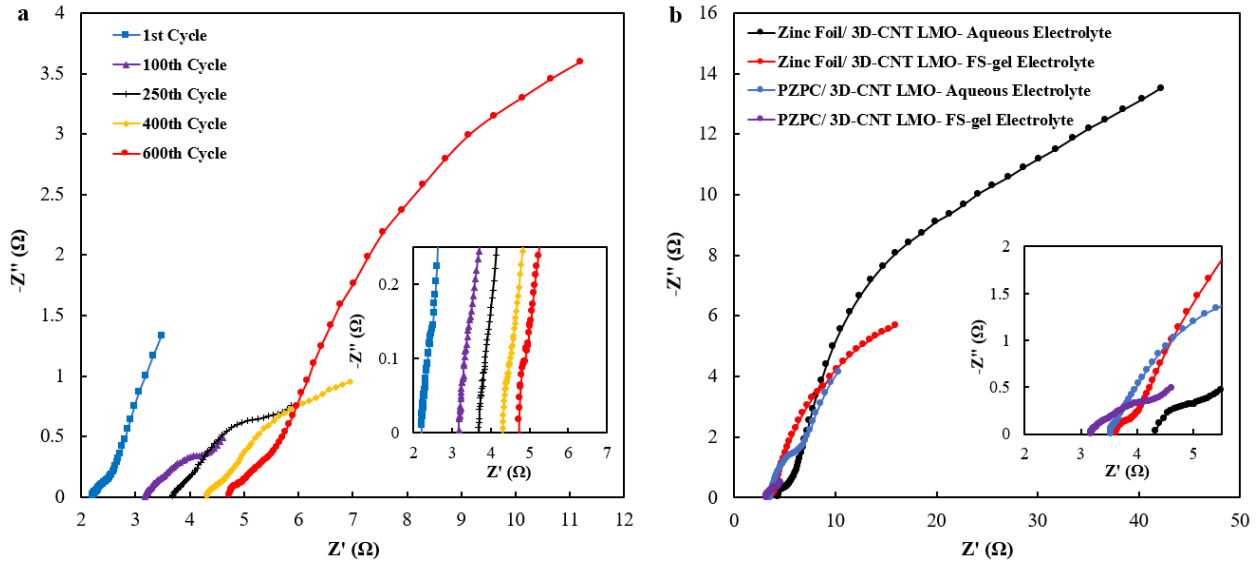 a
1st Cycle
100th Cycle
250th Cycle
400th Cycle
600th Cycle
-Z'' (Ω)
4
3.5
3
2.5
2
1.5
1
0.5
0
2 3 4 5 6 7 8 9 10 11 12
Z' (Ω)
-Z'' (Ω)
0.2
0.1
0
2 3 4 5 6 7
Z' (Ω)
b
Zinc Foil/ 3D-CNT LMO- Aqueous Electrolyte
Zinc Foil/ 3D-CNT LMO- FS-gel Electrolyte
PZPC/ 3D-CNT LMO- Aqueous Electrolyte
PZPC/ 3D-CNT LMO- FS-gel Electrolyte
-Z'' (Ω)
16
14
12
10
8
6
4
2
0
0 10 20 30 40 50
Z' (Ω)
-Z'' (Ω)
2
1.5
1
0.5
0
2 3 4 5
Z' (Ω)